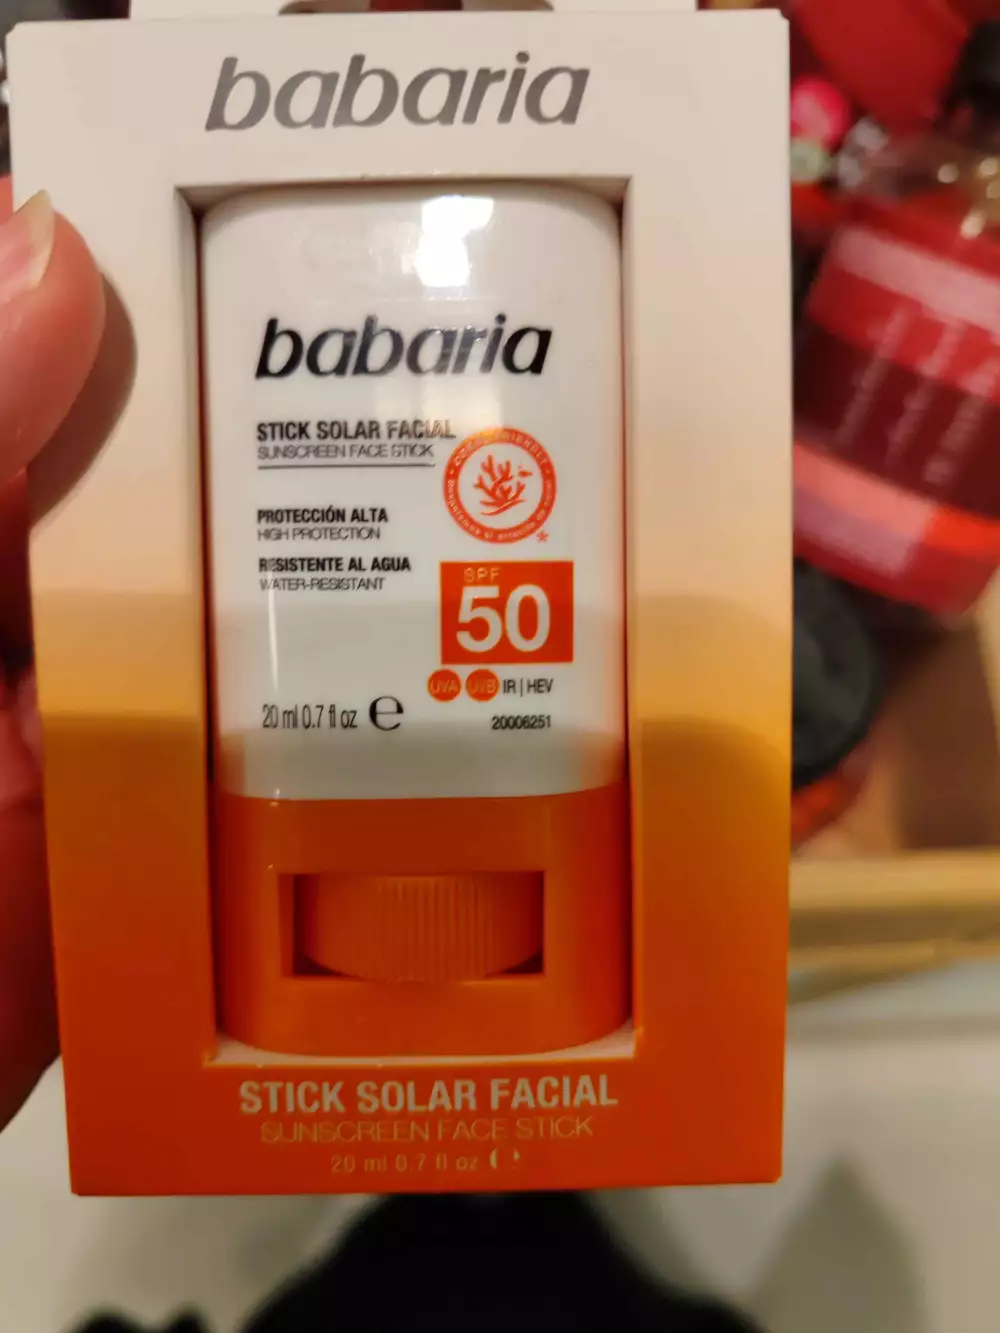 babaria
babaria
STICK SOLAR FACIAL
SUNSCREEN FACE STICK
PROTECCIÓN ALTA
HIGH PROTECTION
RESISTENTE AL AGUA
WATER-RESISTANT
SPF
50
UVA UVB IR | HEV
20 ml 0.7 fl oz e
20006251
STICK SOLAR FACIAL
SUNSCREEN FACE STICK
20 ml 0.7 fl oz e